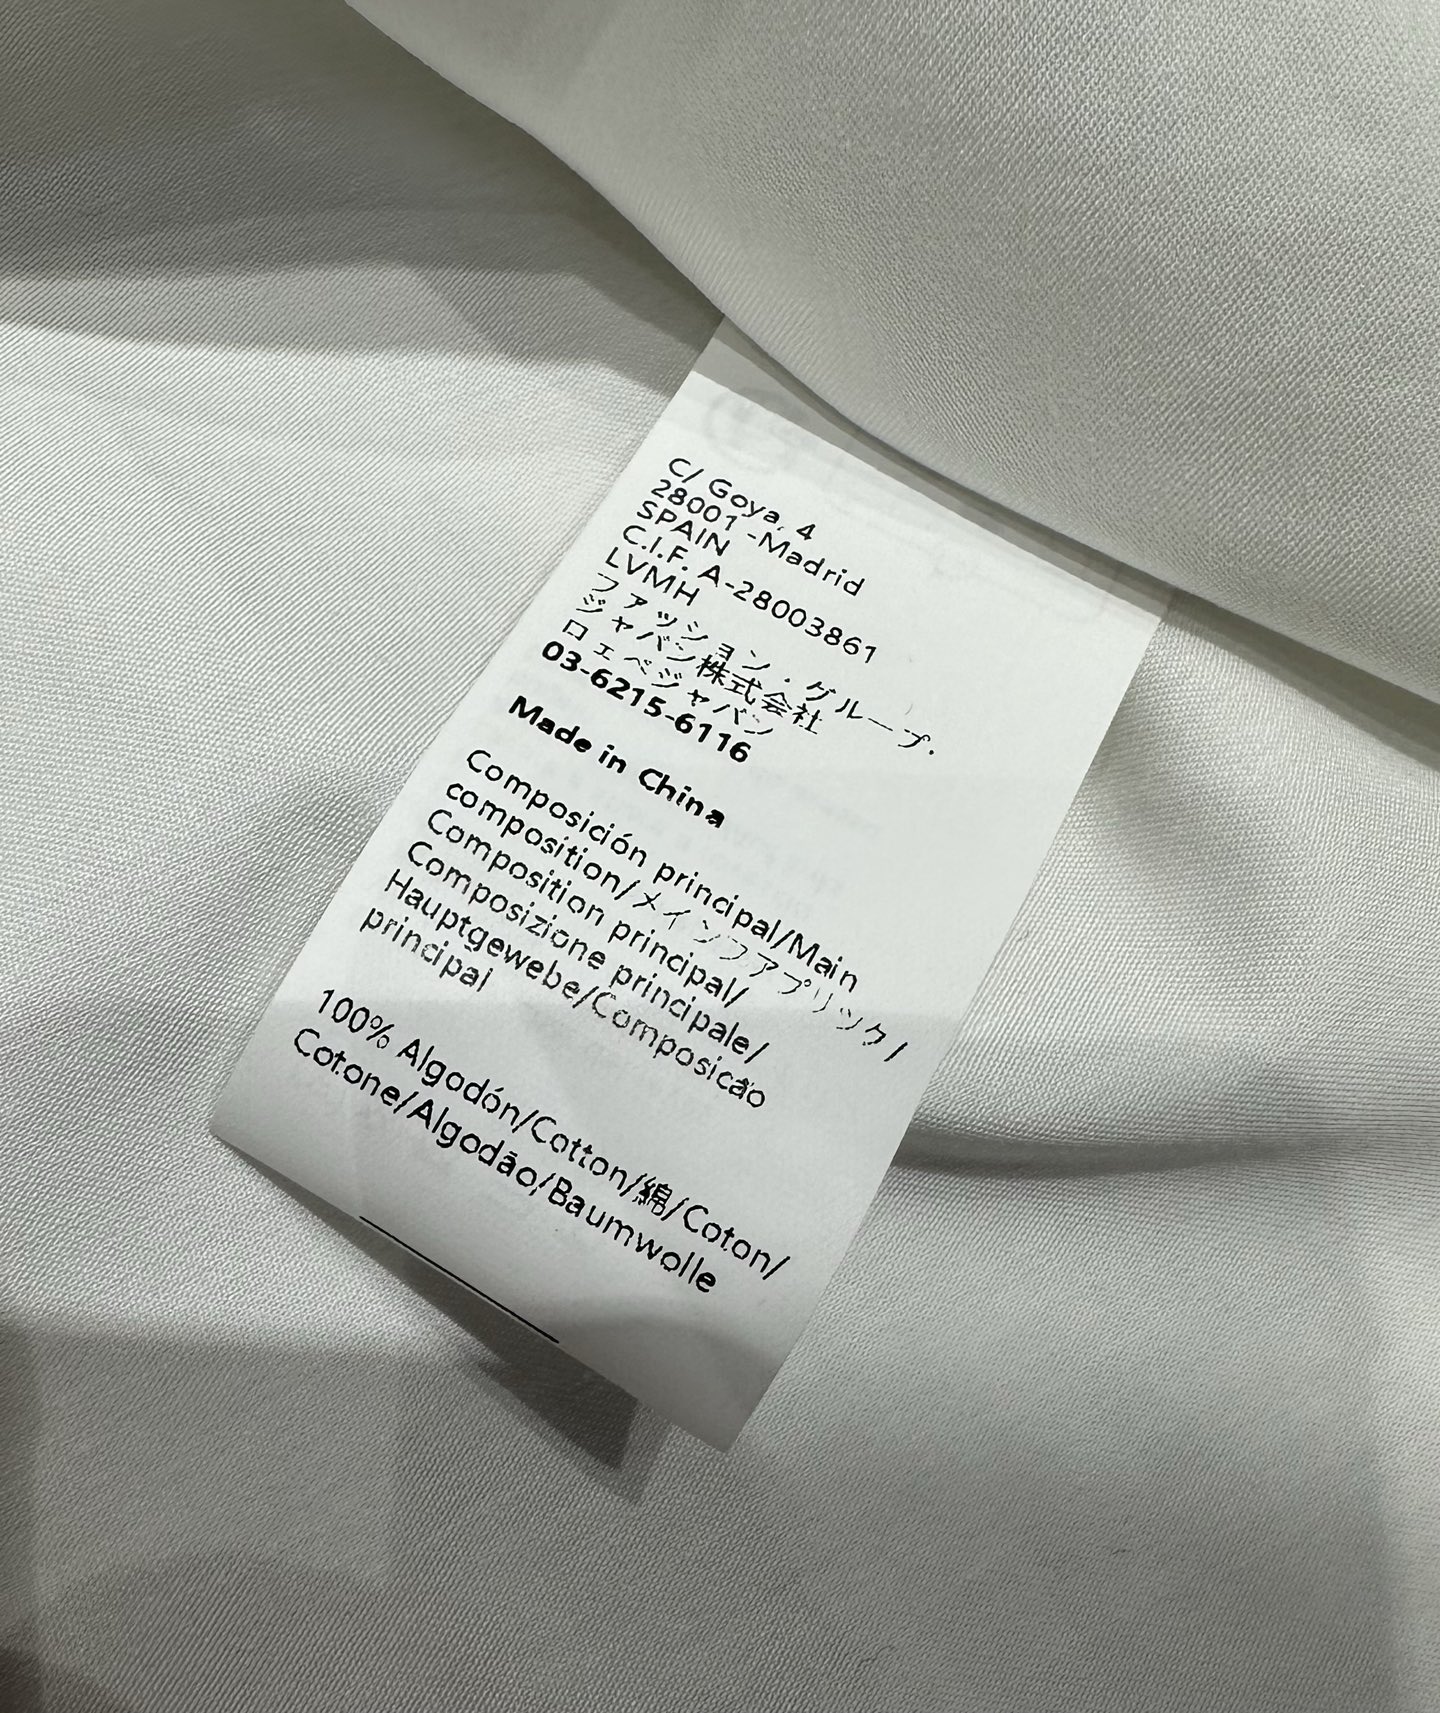 C/ Goya, 4
28001 -Madrid
SPAIN
C.I.F. A-28003861
LVMH
ファッション・グループ・
ジャパン株式会社
ロエベジャパン
03-6215-6116
Made in China
Composición principal/Main
composition/メインファブリック/
Composition principal/
Composizione principale/
Hauptgewebe/Composicão
principal
100% Algodón/Cotton/綿/Coton/
Cotone/Algodão/Baumwolle